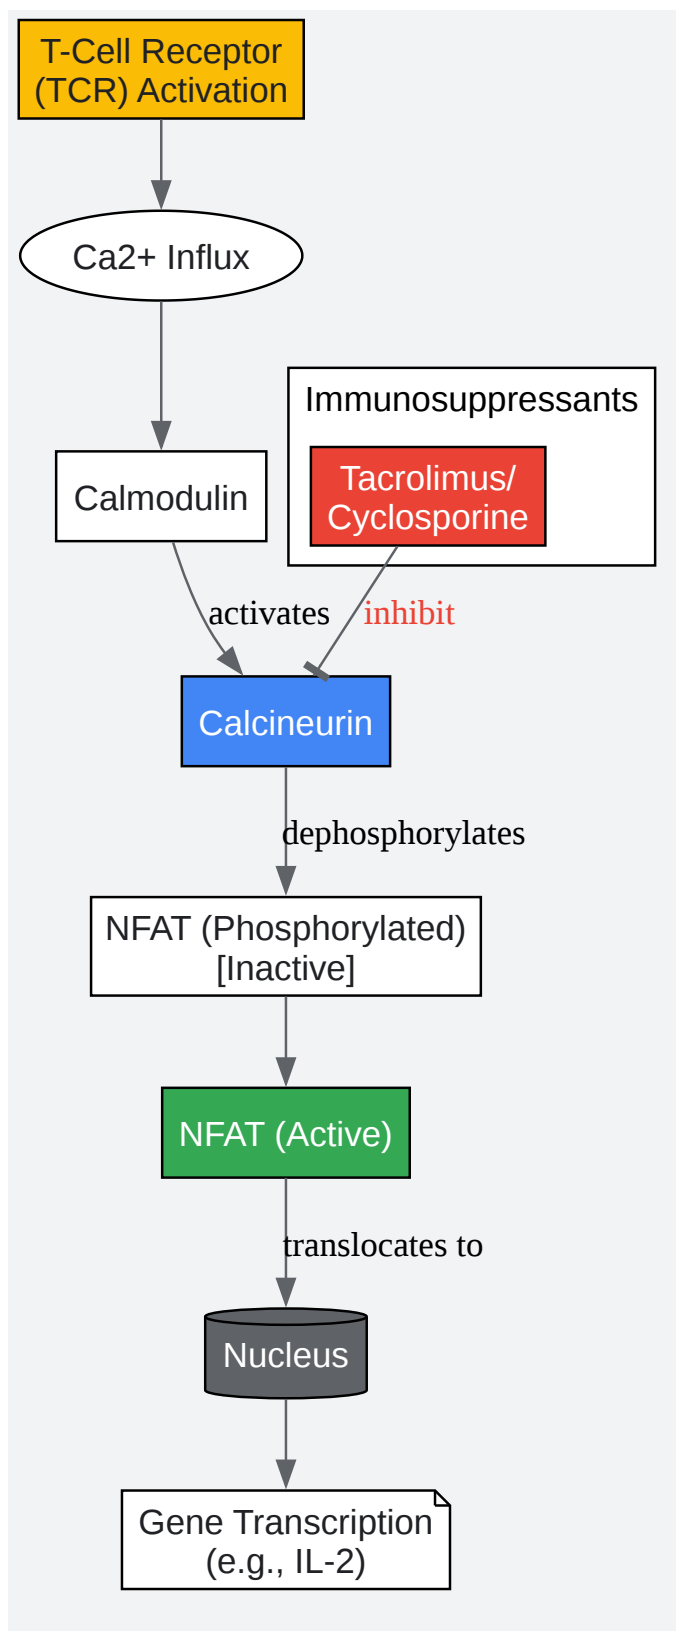 T-Cell Receptor
(TCR) Activation
Ca2+ Influx
Immunosuppressants
Tacrolimus/
Cyclosporine
Calmodulin
activates
inhibit
Calcineurin
dephosphorylates
NFAT (Phosphorylated)
[Inactive]
NFAT (Active)
translocates to
Nucleus
Gene Transcription
(e.g., IL-2)